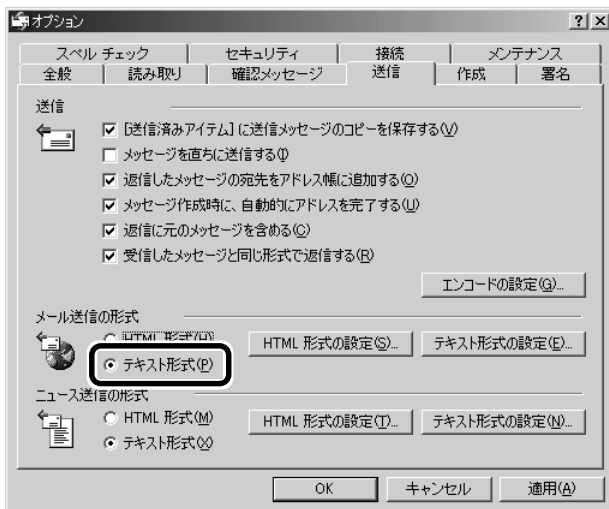 オプション
スペル チェック セキュリティ 接続 メンテナンス
全般 読み取り 確認メッセージ 送信 作成 署名
送信
[送信済みアイテム] に送信メッセージのコピーを保存する(V)
メッセージを直ちに送信する(I)
返信したメッセージの宛先をアドレス帳に追加する(O)
メッセージ作成時に、自動的にアドレスを完了する(U)
返信に元のメッセージを含める(C)
受信したメッセージと同じ形式で返信する(R)
エンコードの設定(G)...
メール送信の形式
HTML 形式(H) HTML 形式の設定(S)... テキスト形式の設定(E)...
テキスト形式(P)
ニュース送信の形式
HTML 形式(M) HTML 形式の設定(T)... テキスト形式の設定(N)...
テキスト形式(X)
OK キャンセル 適用(A)